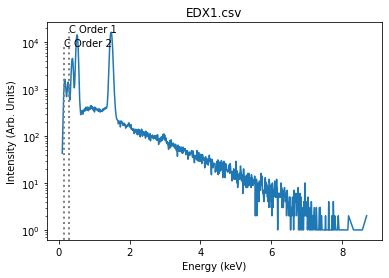 EDX1.csv
C Order 1
C Order 2
10⁴
10³
10²
10¹
10⁰
Intensity (Arb. Units)
0
2
4
6
8
Energy (keV)